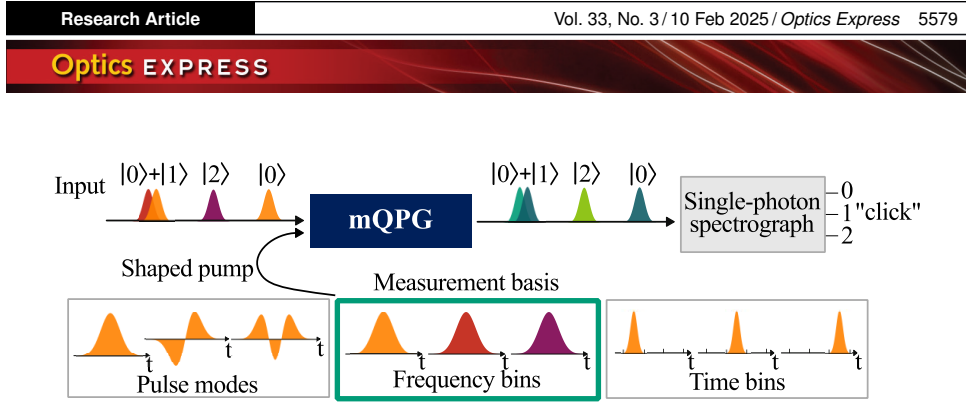 Research Article
Vol. 33, No. 3 / 10 Feb 2025 / Optics Express 5579
Optics EXPRESS
Input
|0⟩+|1⟩ |2⟩ |0⟩
mQPG
|0⟩+|1⟩ |2⟩ |0⟩
Single-photon
spectrograph
0
1 "click"
2
Shaped pump
Measurement basis
t t t
Pulse modes
t t t
Frequency bins
t t t
Time bins